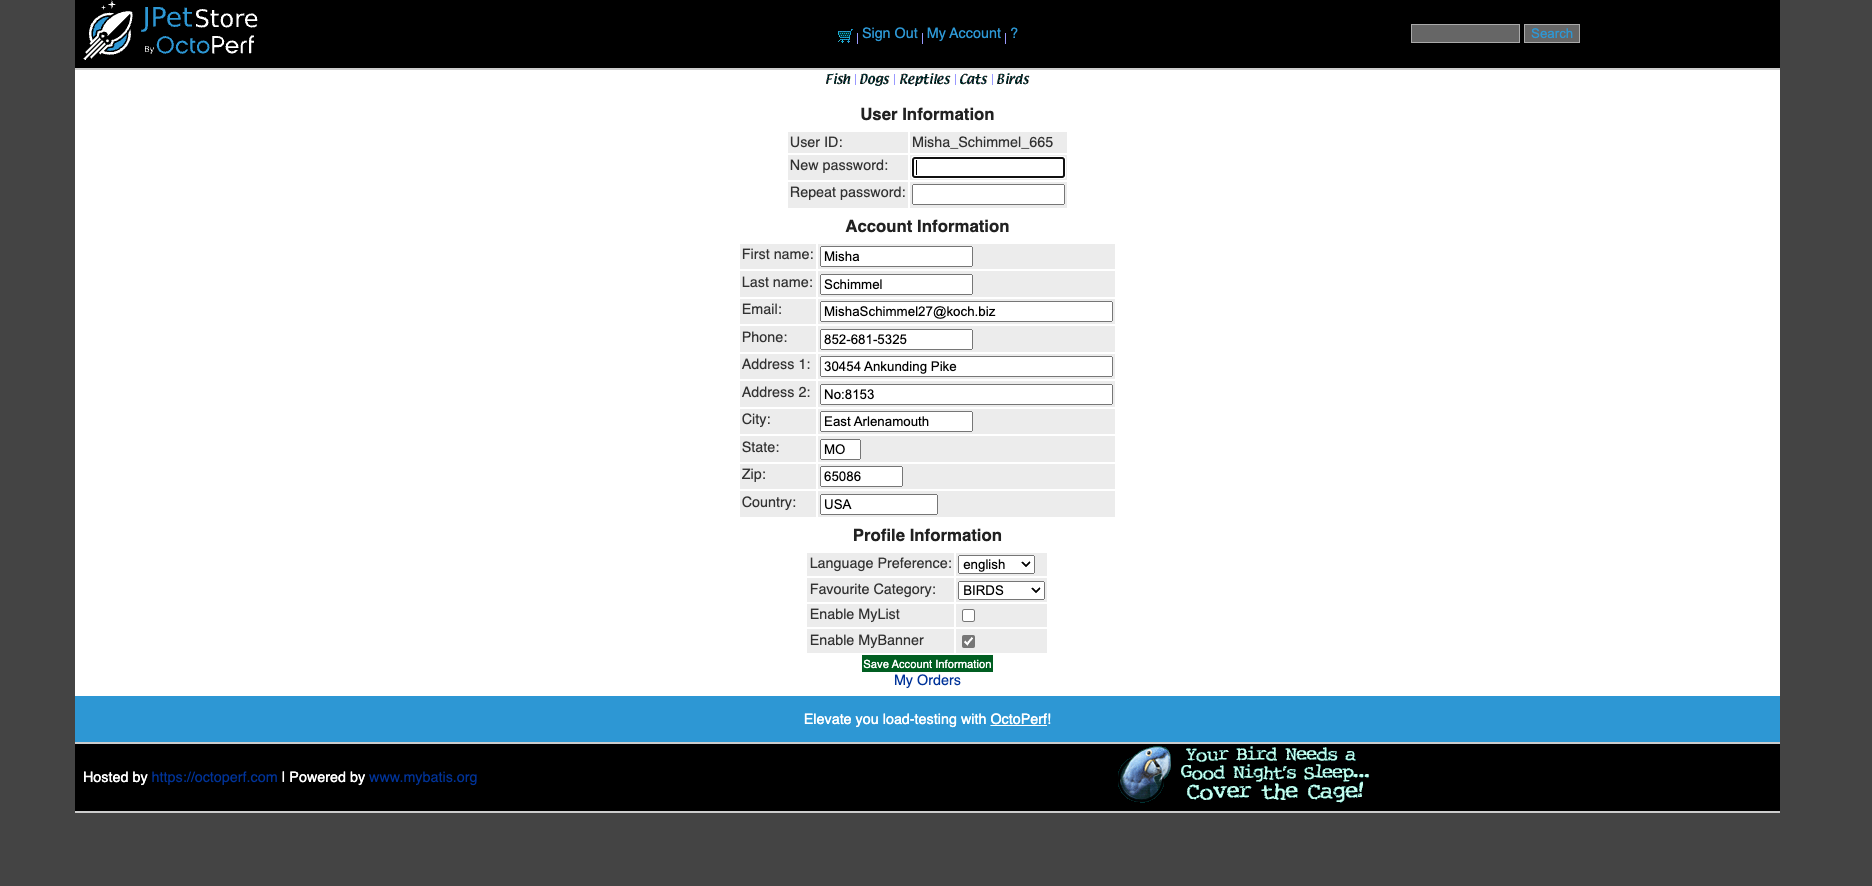 JPetStore
By OctoPerf
Sign Out | My Account | ?
Search
Fish | Dogs | Reptiles | Cats | Birds
User Information
User ID: Misha_Schimmel_665
New password:
Repeat password:
Account Information
First name: Misha
Last name: Schimmel
Email: MishaSchimmel27@koch.biz
Phone: 852-681-5325
Address 1: 30454 Ankunding Pike
Address 2: No:8153
City: East Arlenamouth
State: MO
Zip: 65086
Country: USA
Profile Information
Language Preference: english
Favourite Category: BIRDS
Enable MyList
Enable MyBanner
Save Account Information
My Orders
Elevate you load-testing with OctoPerf!
Hosted by https://octoperf.com | Powered by www.mybatis.org
Your Bird Needs a
Good Night's Sleep...
Cover the Cage!